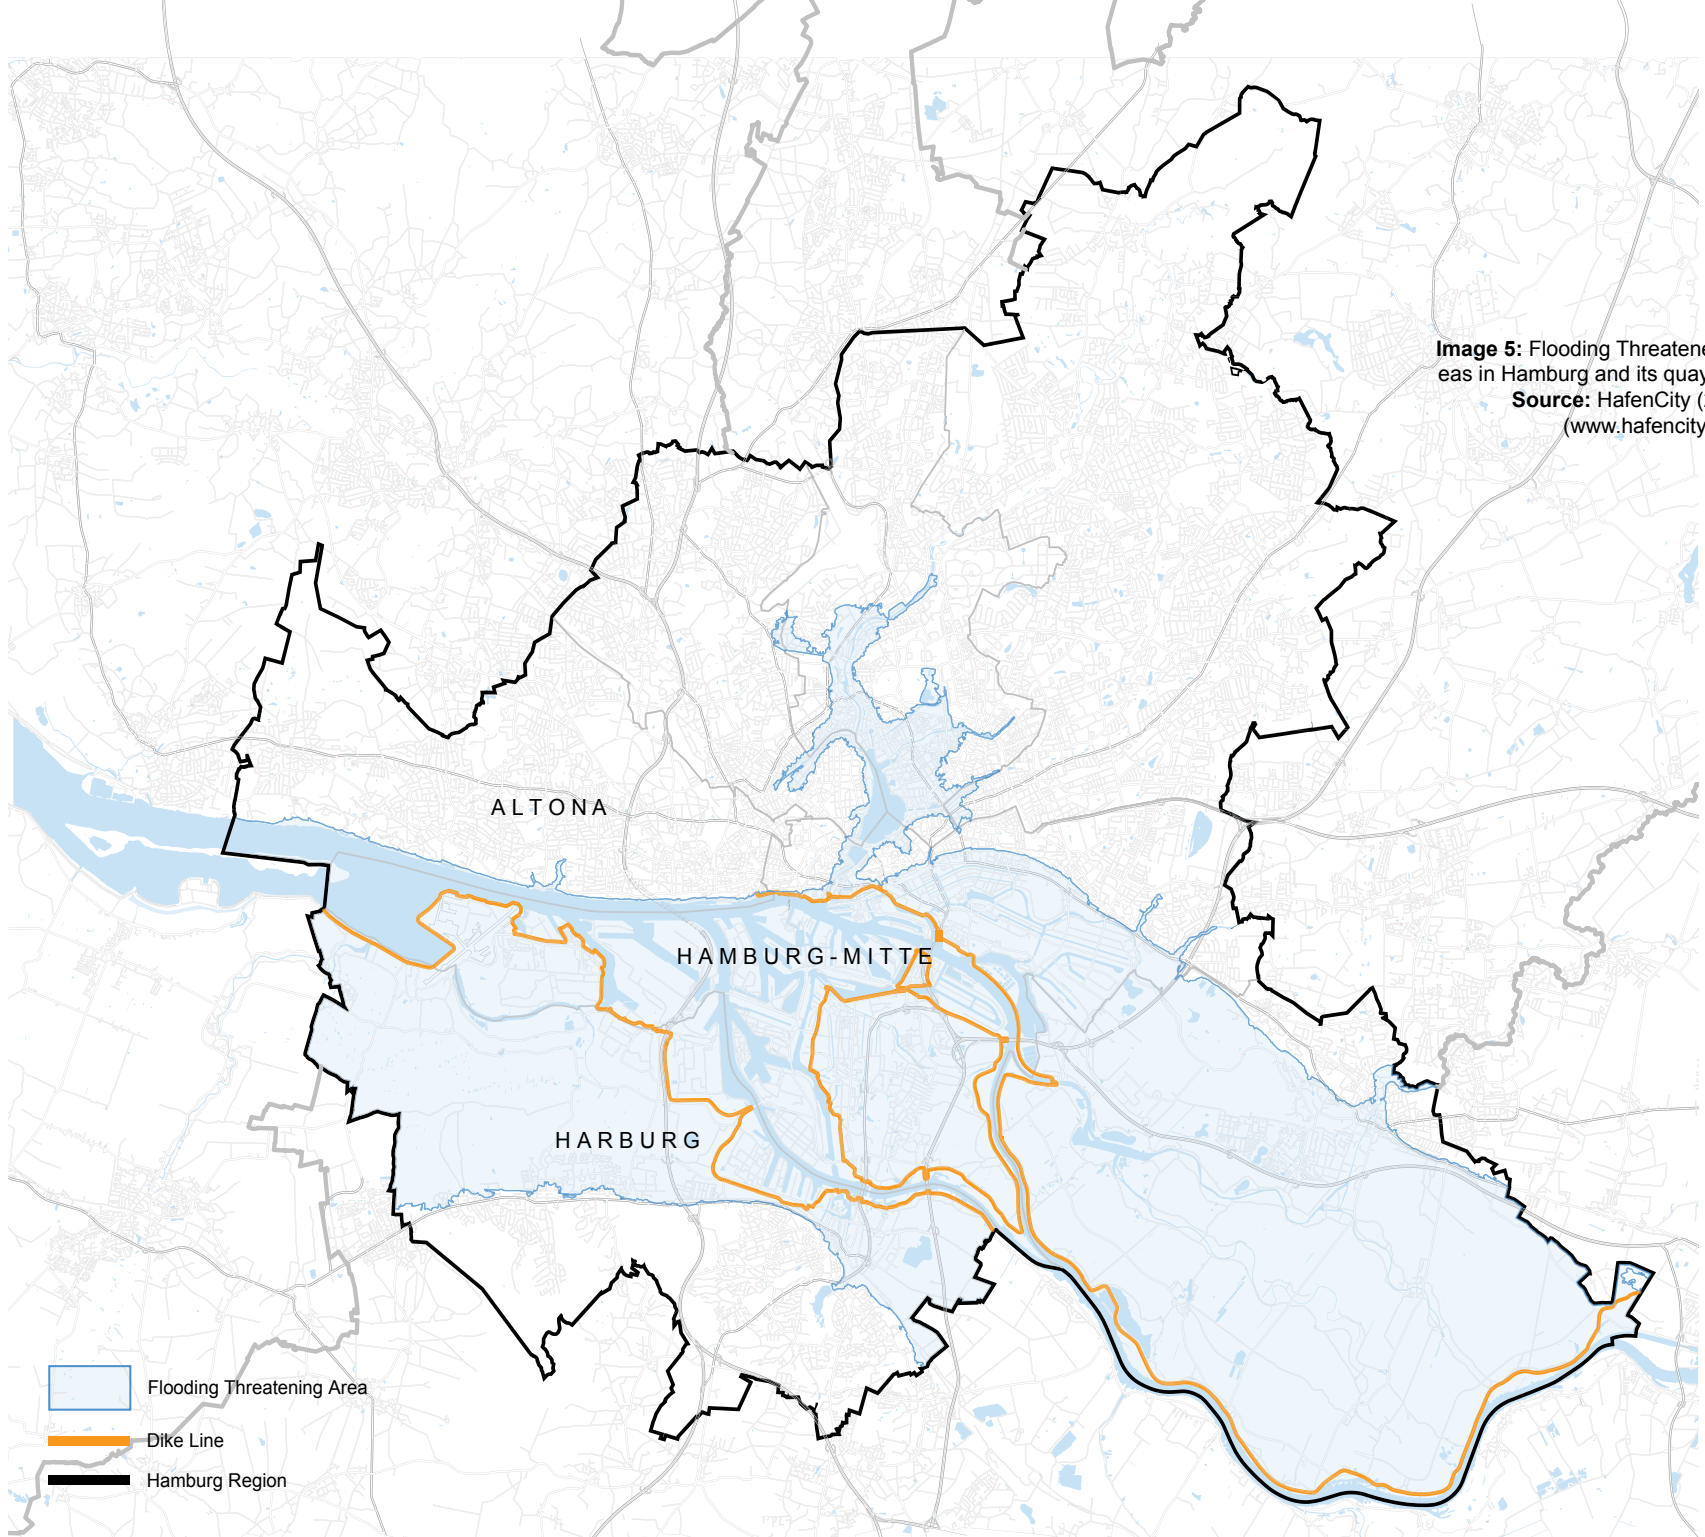 Image 5: Flooding Threatene
eas in Hamburg and its quay
Source: HafenCity (
(www.hafencity
ALTONA
HAMBURG-MITTE
HARBURG
Flooding Threatening Area
Dike Line
Hamburg Region